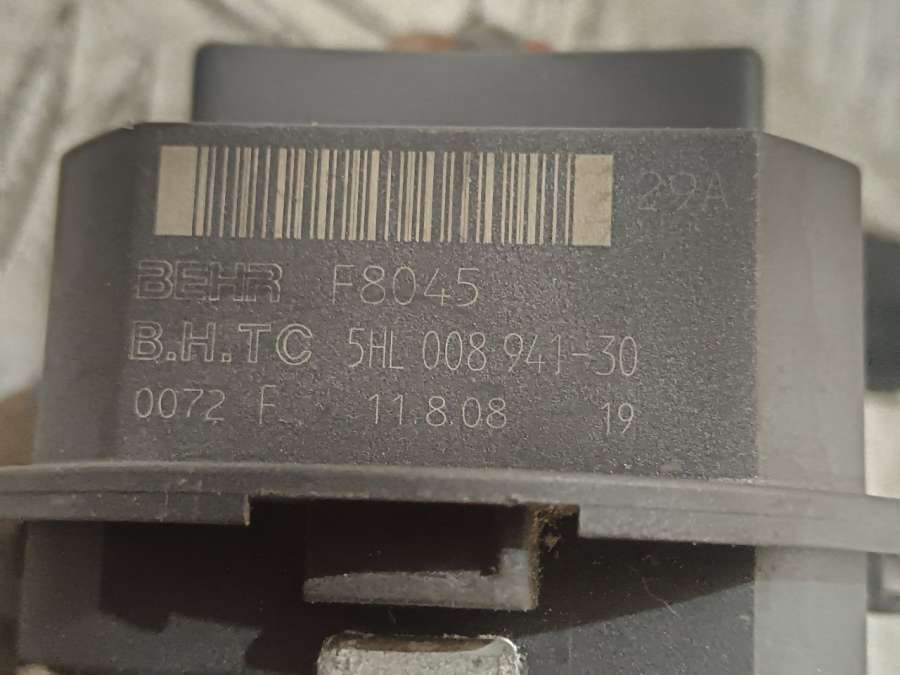 29A
BEHR F8045
B.H.TC 5HL 008 941-30
0072 F 11.8.08 19